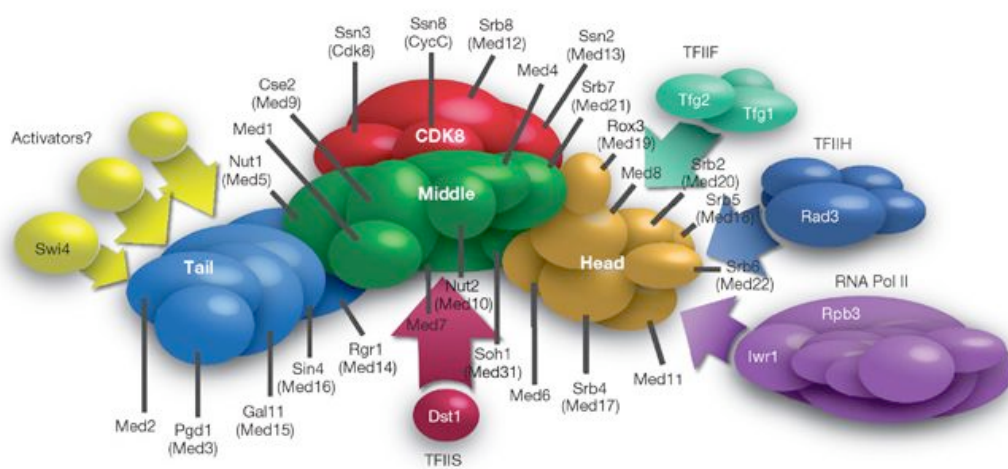 Ssn3
(Cdk8)
Ssn8
(CycC)
Srb8
(Med12)
Ssn2
(Med13)
Med4
Srb7
(Med21)
Cse2
(Med9)
Med1
Nut1
(Med5)
Activators?
Swi4
CDK8
Middle
Tail
Head
Rox3
(Med19)
Med8
Srb2
(Med20)
Srb5
(Med18)
Srb6
(Med22)
TFIIF
Tfg2
Tfg1
TFIIH
Rad3
RNA Pol II
Rpb3
Iwr1
Med2
Pgd1
(Med3)
Gal11
(Med15)
Sin4
(Med16)
Rgr1
(Med14)
Med7
Nut2
(Med10)
Soh1
(Med31)
Med6
Srb4
(Med17)
Med11
Dst1
TFIIS